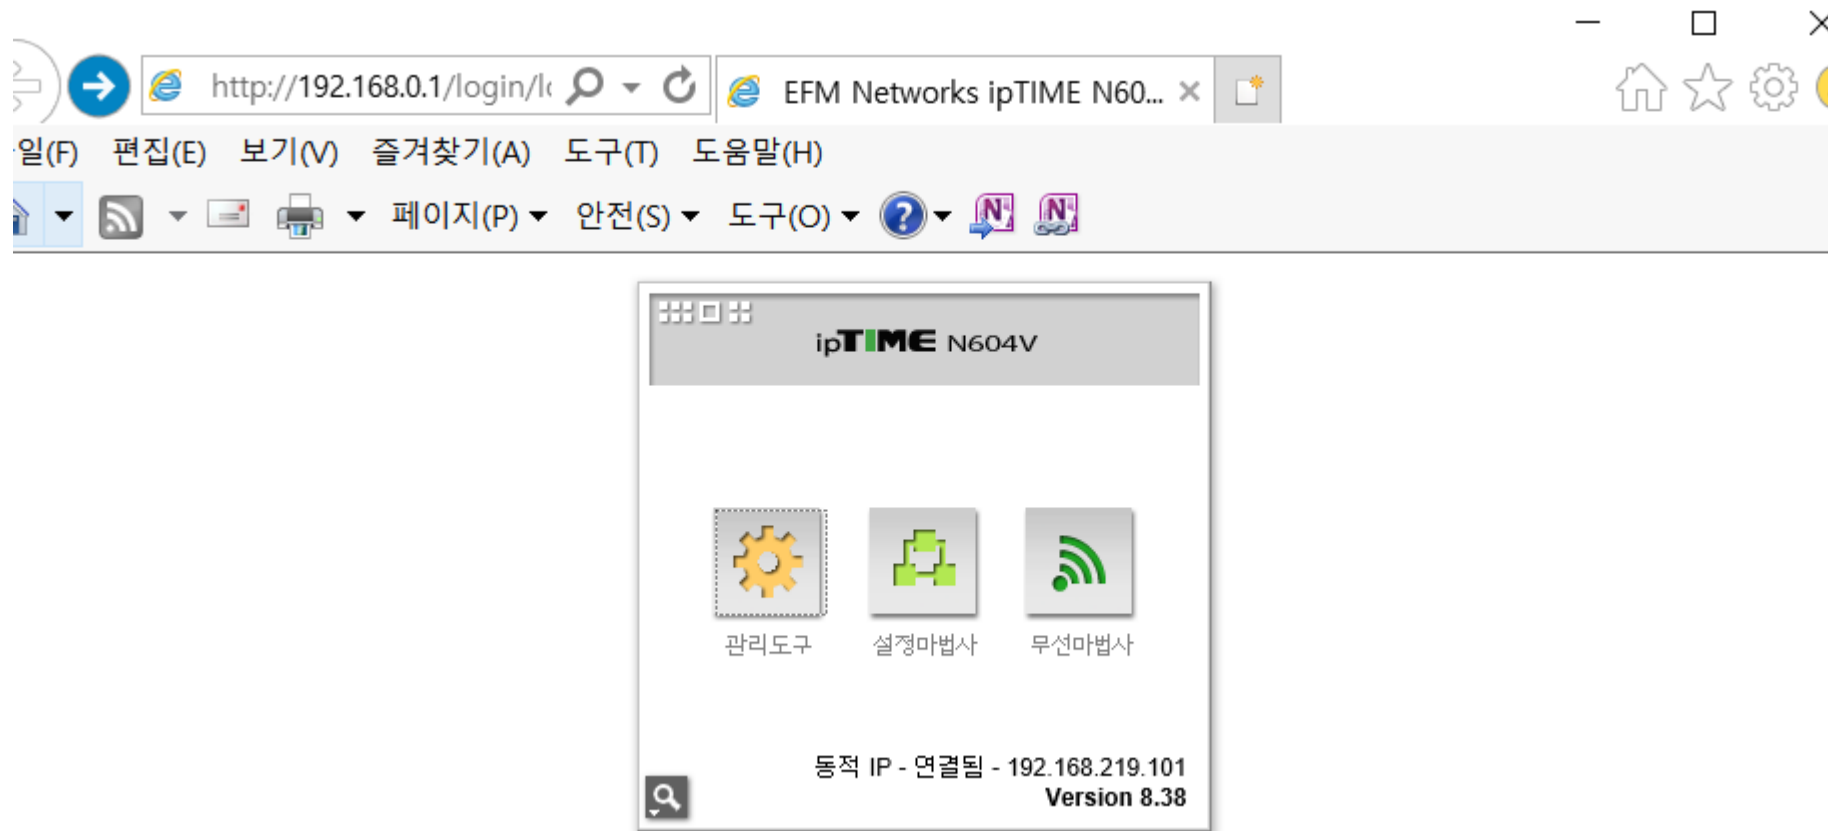 http://192.168.0.1/login/lo
EFM Networks ipTIME N60...
일(F) 편집(E) 보기(V) 즐겨찾기(A) 도구(T) 도움말(H)
페이지(P) 안전(S) 도구(O)
ipTIME N604V
관리도구 설정마법사 무선마법사
동적 IP - 연결됨 - 192.168.219.101
Version 8.38